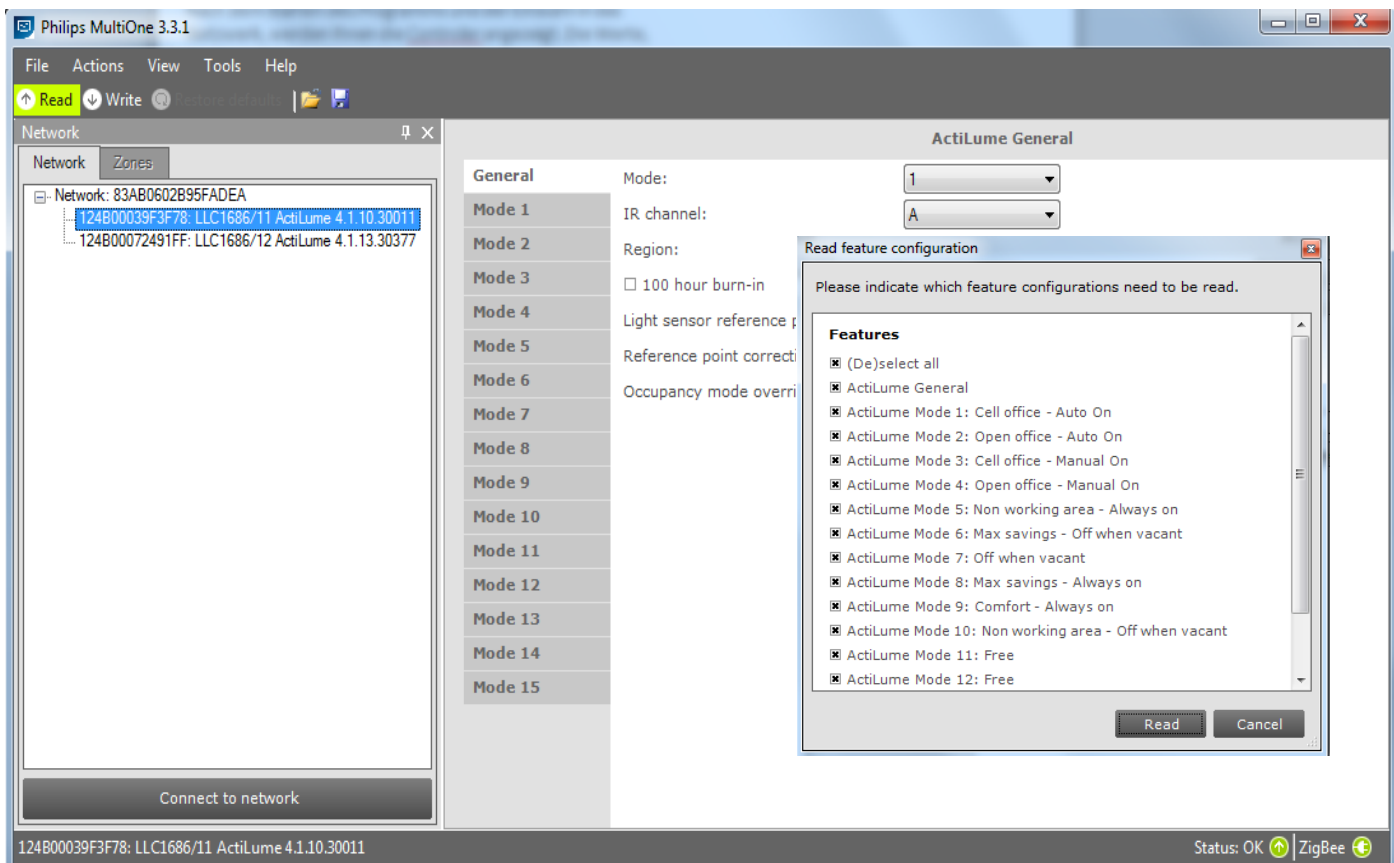 Philips MultiOne 3.3.1
File Actions View Tools Help
Read Write Restore defaults
Network
Network Zones
Network: 83AB0602B95FADEA
124B00039F3F78: LLC1686/11 ActiLume 4.1.10.30011
124B00072491FF: LLC1686/12 ActiLume 4.1.13.30377
Connect to network
ActiLume General
General
Mode 1
Mode 2
Mode 3
Mode 4
Mode 5
Mode 6
Mode 7
Mode 8
Mode 9
Mode 10
Mode 11
Mode 12
Mode 13
Mode 14
Mode 15
Mode: 1
IR channel: A
Region:
100 hour burn-in
Light sensor reference
Reference point correcti
Occupancy mode overri
Read feature configuration
Please indicate which feature configurations need to be read.
Features
(De)select all
ActiLume General
ActiLume Mode 1: Cell office - Auto On
ActiLume Mode 2: Open office - Auto On
ActiLume Mode 3: Cell office - Manual On
ActiLume Mode 4: Open office - Manual On
ActiLume Mode 5: Non working area - Always on
ActiLume Mode 6: Max savings - Off when vacant
ActiLume Mode 7: Off when vacant
ActiLume Mode 8: Max savings - Always on
ActiLume Mode 9: Comfort - Always on
ActiLume Mode 10: Non working area - Off when vacant
ActiLume Mode 11: Free
ActiLume Mode 12: Free
Read Cancel
124B00039F3F78: LLC1686/11 ActiLume 4.1.10.30011
Status: OK ZigBee